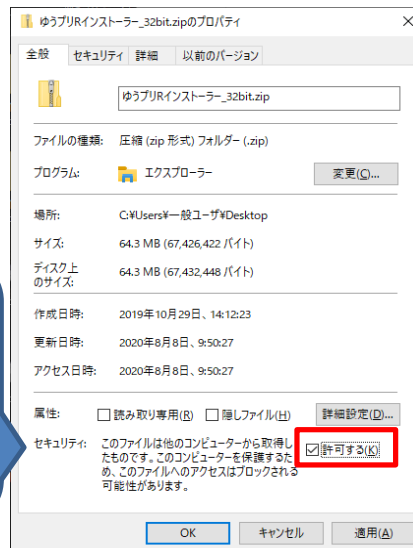 ゆうプリRインストーラー_32bit.zipのプロパティ
全般 セキュリティ 詳細 以前のバージョン
ゆうプリRインストーラー_32bit.zip
ファイルの種類: 圧縮 (zip 形式) フォルダー (.zip)
プログラム: エクスプローラー 変更(C)...
場所: C:¥Users¥一般ユーザ¥Desktop
サイズ: 64.3 MB (67,426,422 バイト)
ディスク上
のサイズ: 64.3 MB (67,432,448 バイト)
作成日時: 2019年10月29日、14:12:23
更新日時: 2020年8月8日、9:50:27
アクセス日時: 2020年8月8日、9:50:27
属性: 読み取り専用(R) 隠しファイル(H) 詳細設定(D)...
セキュリティ: このファイルは他のコンピューターから取得し
たものです。このコンピューターを保護するた
め、このファイルへのアクセスはブロックされる
可能性があります。
許可する(K)
OK キャンセル 適用(A)